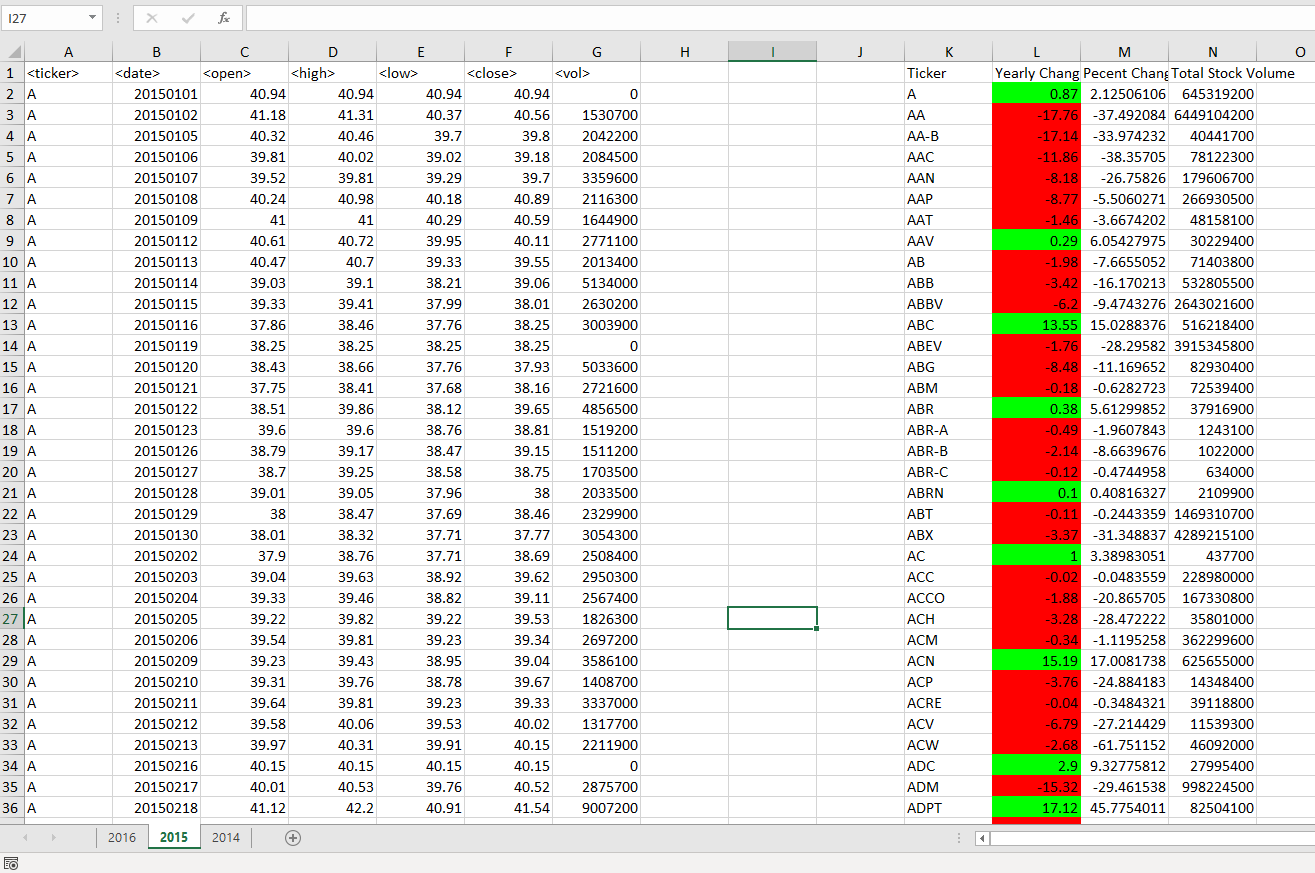 I27 fx
A B C D E F G H I J K L M N O
1 <ticker> <date> <open> <high> <low> <close> <vol> Ticker Yearly Chang Pecent Chang Total Stock Volume
2 A 20150101 40.94 40.94 40.94 40.94 0 A 0.87 2.12506106 645319200
3 A 20150102 41.18 41.31 40.37 40.56 1530700 AA -17.76 -37.492084 6449104200
4 A 20150105 40.32 40.46 39.7 39.8 2042200 AA-B -17.14 -33.974232 40441700
5 A 20150106 39.81 40.02 39.02 39.18 2084500 AAC -11.86 -38.35705 78122300
6 A 20150107 39.52 39.81 39.29 39.7 3359600 AAN -8.18 -26.75826 179606700
7 A 20150108 40.24 40.98 40.18 40.89 2116300 AAP -8.77 -5.5060271 266930500
8 A 20150109 41 41 40.29 40.59 1644900 AAT -1.46 -3.6674202 48158100
9 A 20150112 40.61 40.72 39.95 40.11 2771100 AAV 0.29 6.05427975 30229400
10 A 20150113 40.47 40.7 39.33 39.55 2013400 AB -1.98 -7.6655052 71403800
11 A 20150114 39.03 39.1 38.21 39.06 5134000 ABB -3.42 -16.170213 532805500
12 A 20150115 39.33 39.41 37.99 38.01 2630200 ABBV -6.2 -9.4743276 2643021600
13 A 20150116 37.86 38.46 37.76 38.25 3003900 ABC 13.55 15.0288376 516218400
14 A 20150119 38.25 38.25 38.25 38.25 0 ABEV -1.76 -28.29582 3915345800
15 A 20150120 38.43 38.66 37.76 37.93 5033600 ABG -8.48 -11.169652 82930400
16 A 20150121 37.75 38.41 37.68 38.16 2721600 ABM -0.18 -0.6282723 72539400
17 A 20150122 38.51 39.86 38.12 39.65 4856500 ABR 0.38 5.61299852 37916900
18 A 20150123 39.6 39.6 38.76 38.81 1519200 ABR-A -0.49 -1.9607843 1243100
19 A 20150126 38.79 39.17 38.47 39.15 1511200 ABR-B -2.14 -8.6639676 1022000
20 A 20150127 38.7 39.25 38.58 38.75 1703500 ABR-C -0.12 -0.4744958 634000
21 A 20150128 39.01 39.05 37.96 38 2033500 ABRN 0.1 0.40816327 2109900
22 A 20150129 38 38.47 37.69 38.46 2329900 ABT -0.11 -0.2443359 1469310700
23 A 20150130 38.01 38.32 37.71 37.77 3054300 ABX -3.37 -31.348837 4289215100
24 A 20150202 37.9 38.76 37.71 38.69 2508400 AC 1 3.38983051 437700
25 A 20150203 39.04 39.63 38.92 39.62 2950300 ACC -0.02 -0.0483559 228980000
26 A 20150204 39.33 39.46 38.82 39.11 2567400 ACCO -1.88 -20.865705 167330800
27 A 20150205 39.22 39.82 39.22 39.53 1826300 ACH -3.28 -28.472222 35801000
28 A 20150206 39.54 39.81 39.23 39.34 2697200 ACM -0.34 -1.1195258 362299600
29 A 20150209 39.23 39.43 38.95 39.04 3586100 ACN 15.19 17.0081738 625655000
30 A 20150210 39.31 39.76 38.78 39.67 1408700 ACP -3.76 -24.884183 14348400
31 A 20150211 39.64 39.81 39.23 39.33 3337000 ACRE -0.04 -0.3484321 39118800
32 A 20150212 39.58 40.06 39.53 40.02 1317700 ACV -6.79 -27.214429 11539300
33 A 20150213 39.97 40.31 39.91 40.15 2211900 ACW -2.68 -61.751152 46092000
34 A 20150216 40.15 40.15 40.15 40.15 0 ADC 2.9 9.32775812 27995400
35 A 20150217 40.01 40.53 39.76 40.52 2875700 ADM -15.32 -29.461538 998224500
36 A 20150218 41.12 42.2 40.91 41.54 9007200 ADPT 17.12 45.7754011 82504100
2016 2015 2014